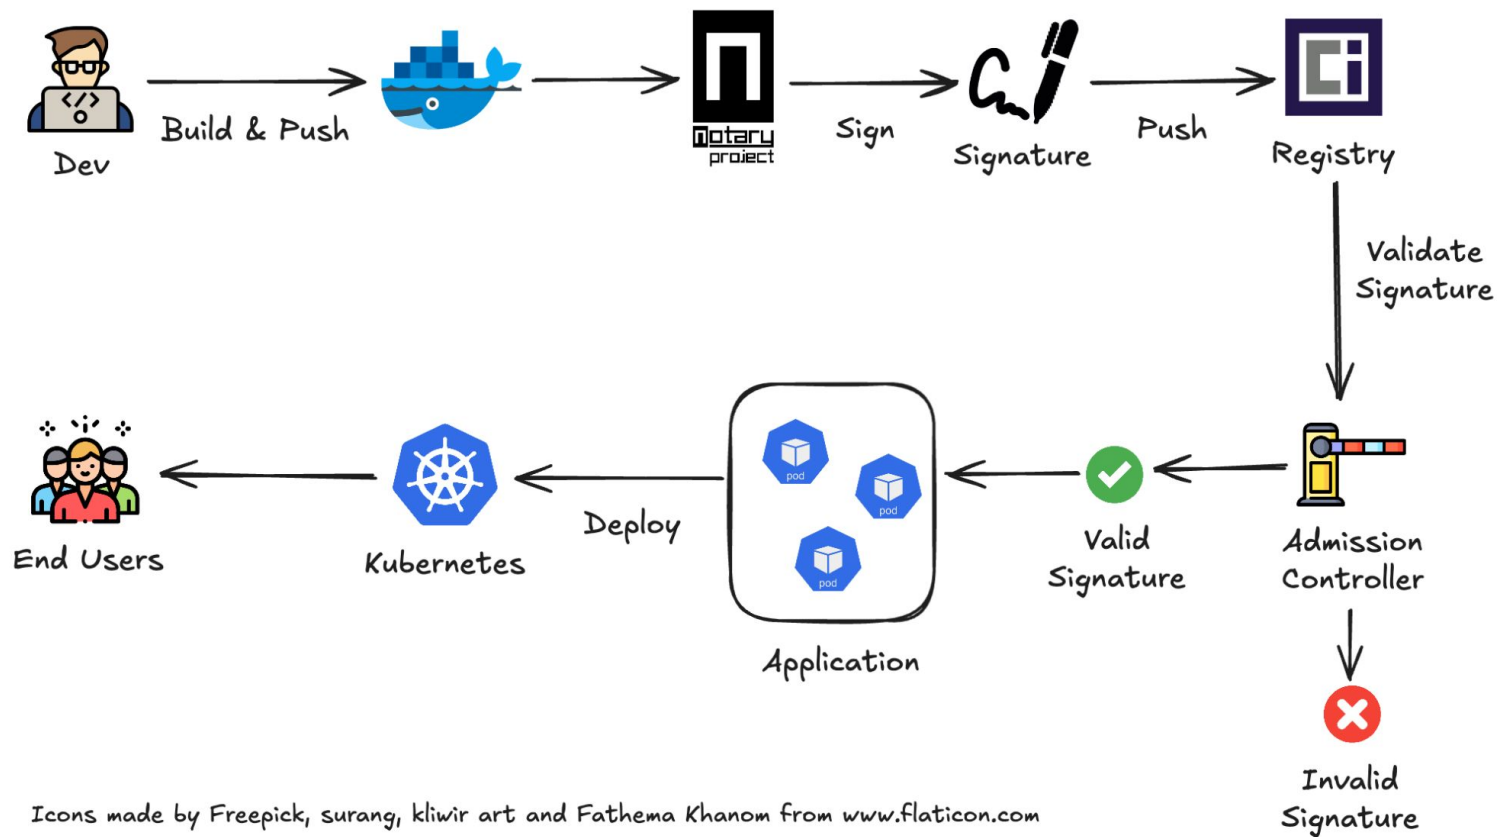 Dev
Build & Push
notary
project
Sign
Signature
Push
Ci
Registry
Validate
Signature
End Users
Kubernetes
Deploy
pod
pod
pod
Application
Valid
Signature
Admission
Controller
Invalid
Signature
Icons made by Freepick, surang, kliwir art and Fathema Khanom from www.flaticon.com